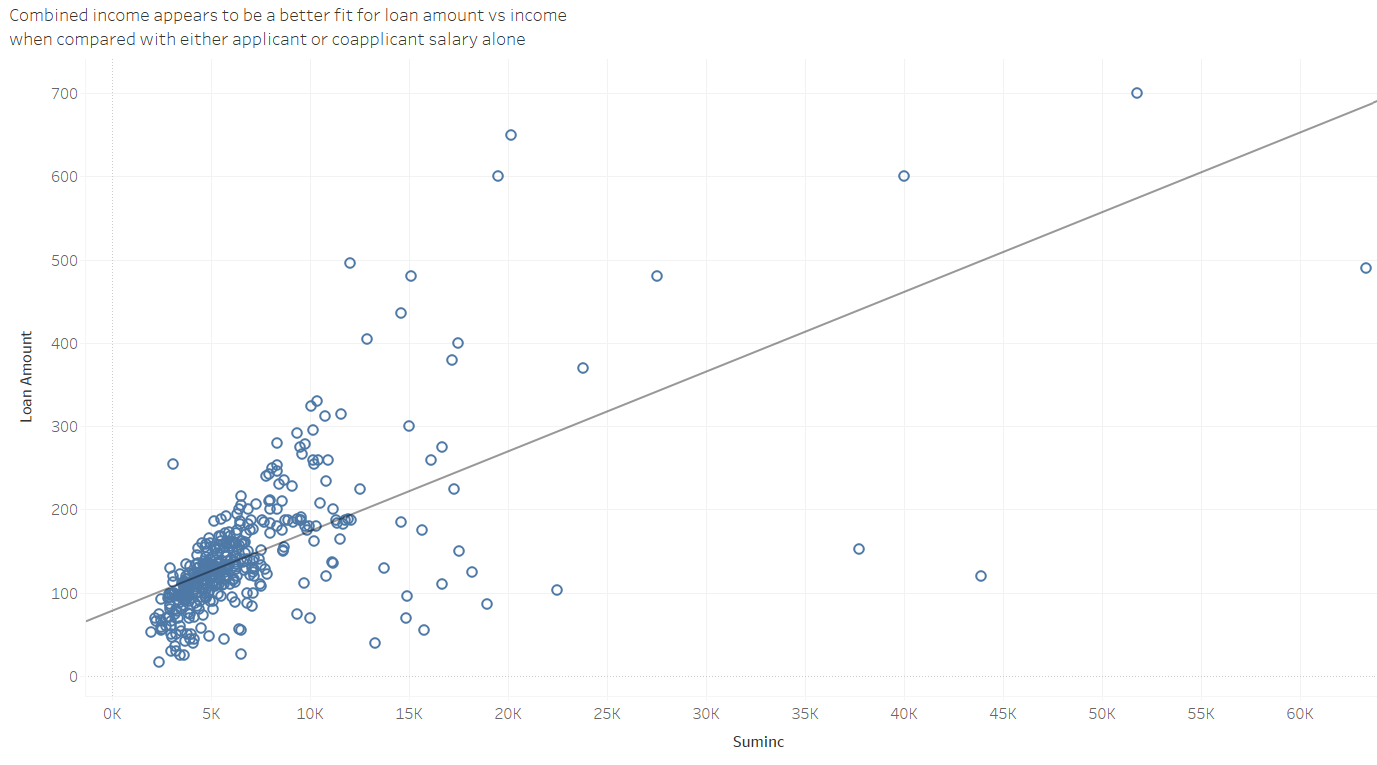 Combined income appears to be a better fit for loan amount vs income
when compared with either applicant or coapplicant salary alone
700
600
500
400
300
200
100
0
Loan Amount
0K 5K 10K 15K 20K 25K 30K 35K 40K 45K 50K 55K 60K
Suminc